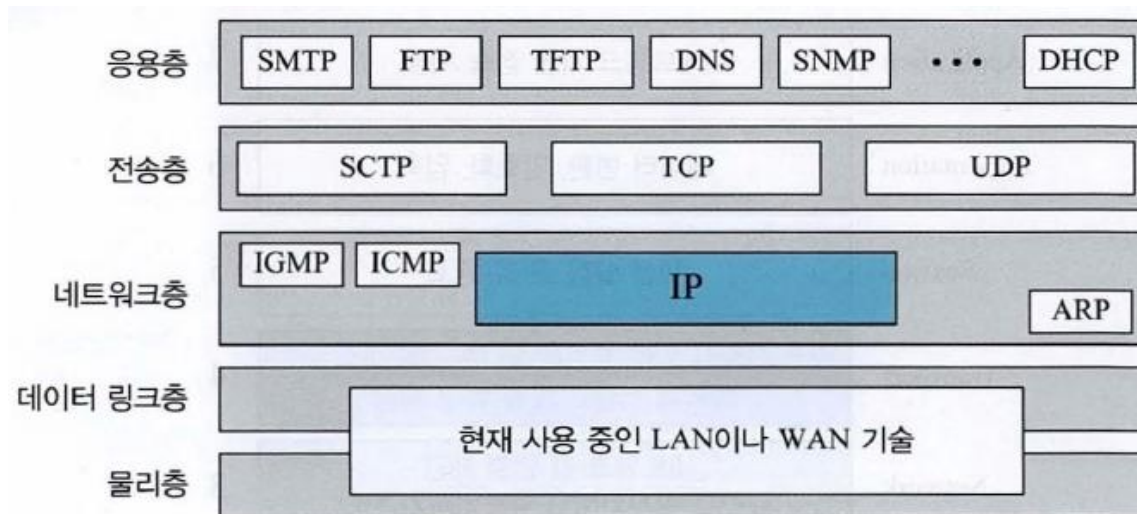 응용층 SMTP FTP TFTP DNS SNMP ••• DHCP
전송층 SCTP TCP UDP
네트워크층 IGMP ICMP IP ARP
데이터 링크층
현재 사용 중인 LAN이나 WAN 기술
물리층